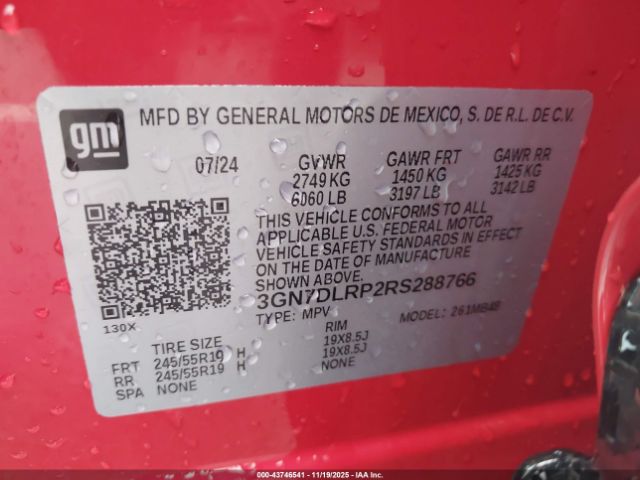 gm
MFD BY GENERAL MOTORS DE MEXICO, S. DE R.L. DE C.V.
07/24 GVWR GAWR FRT GAWR RR
2749 KG 1450 KG 1425 KG
6060 LB 3197 LB 3142 LB
THIS VEHICLE CONFORMS TO ALL
APPLICABLE U.S. FEDERAL MOTOR
VEHICLE SAFETY STANDARDS IN EFFECT
ON THE DATE OF MANUFACTURE
SHOWN ABOVE.
3GN7DLRP2RS288766
TYPE: MPV MODEL: 261MB48
130X
TIRE SIZE RIM
FRT 245/55R19 H 19X8.5J
RR 245/55R19 H 19X8.5J
SPA NONE NONE
000-43746541 - 11/19/2025 - IAA, Inc.